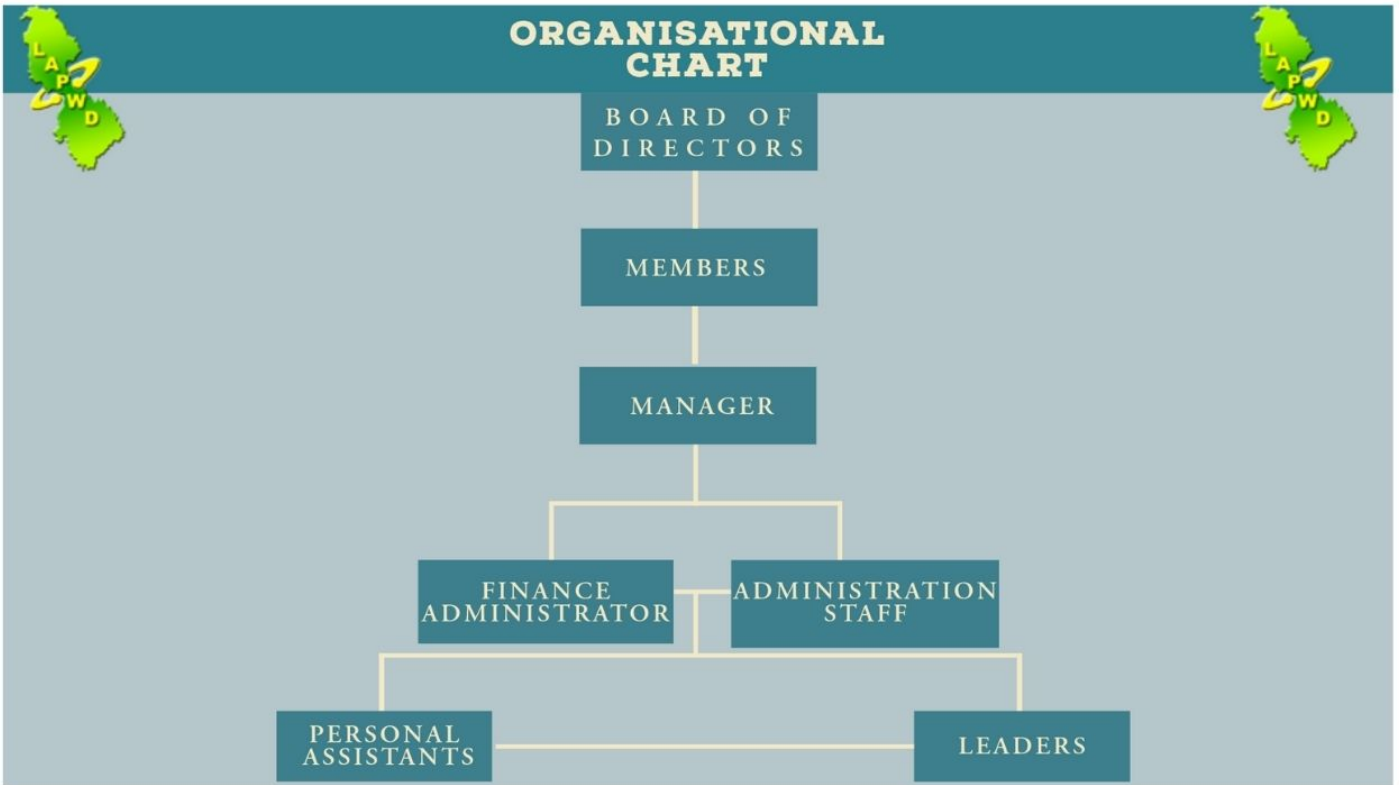 ORGANISATIONAL
CHART
L
A
P
W
D
L
A
P
W
D
BOARD OF
DIRECTORS
MEMBERS
MANAGER
FINANCE
ADMINISTRATOR
ADMINISTRATION
STAFF
PERSONAL
ASSISTANTS
LEADERS